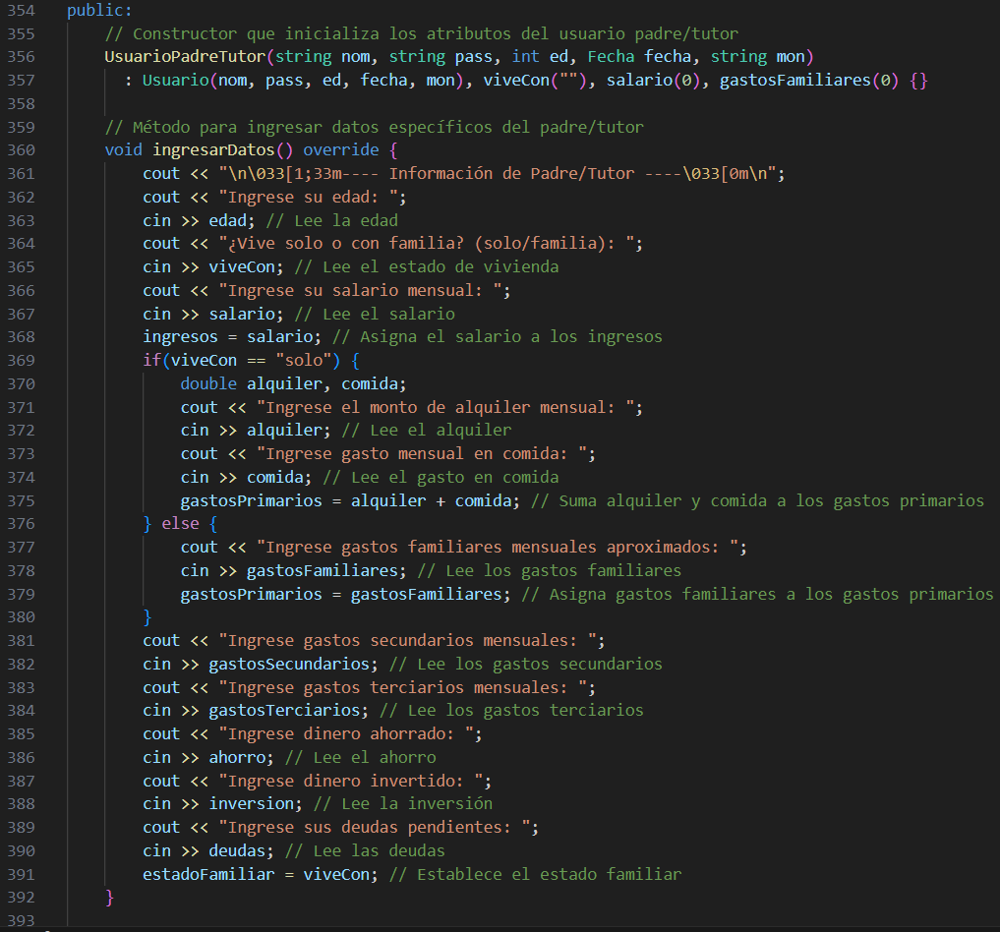 354 public:
355 // Constructor que inicializa los atributos del usuario padre/tutor
356 UsuarioPadreTutor(string nom, string pass, int ed, Fecha fecha, string mon)
357 : Usuario(nom, pass, ed, fecha, mon), viveCon(""), salario(0), gastosFamiliares(0) {}
358
359 // Método para ingresar datos específicos del padre/tutor
360 void ingresarDatos() override {
361 cout << "\n\033[1;33m---- Información de Padre/Tutor ----\033[0m\n";
362 cout << "Ingrese su edad: ";
363 cin >> edad; // Lee la edad
364 cout << "¿Vive solo o con familia? (solo/familia): ";
365 cin >> viveCon; // Lee el estado de vivienda
366 cout << "Ingrese su salario mensual: ";
367 cin >> salario; // Lee el salario
368 ingresos = salario; // Asigna el salario a los ingresos
369 if(viveCon == "solo") {
370 double alquiler, comida;
371 cout << "Ingrese el monto de alquiler mensual: ";
372 cin >> alquiler; // Lee el alquiler
373 cout << "Ingrese gasto mensual en comida: ";
374 cin >> comida; // Lee el gasto en comida
375 gastosPrimarios = alquiler + comida; // Suma alquiler y comida a los gastos primarios
376 } else {
377 cout << "Ingrese gastos familiares mensuales aproximados: ";
378 cin >> gastosFamiliares; // Lee los gastos familiares
379 gastosPrimarios = gastosFamiliares; // Asigna gastos familiares a los gastos primarios
380 }
381 cout << "Ingrese gastos secundarios mensuales: ";
382 cin >> gastosSecundarios; // Lee los gastos secundarios
383 cout << "Ingrese gastos terciarios mensuales: ";
384 cin >> gastosTerciarios; // Lee los gastos terciarios
385 cout << "Ingrese dinero ahorrado: ";
386 cin >> ahorro; // Lee el ahorro
387 cout << "Ingrese dinero invertido: ";
388 cin >> inversion; // Lee la inversión
389 cout << "Ingrese sus deudas pendientes: ";
390 cin >> deudas; // Lee las deudas
391 estadoFamiliar = viveCon; // Establece el estado familiar
392 }
393